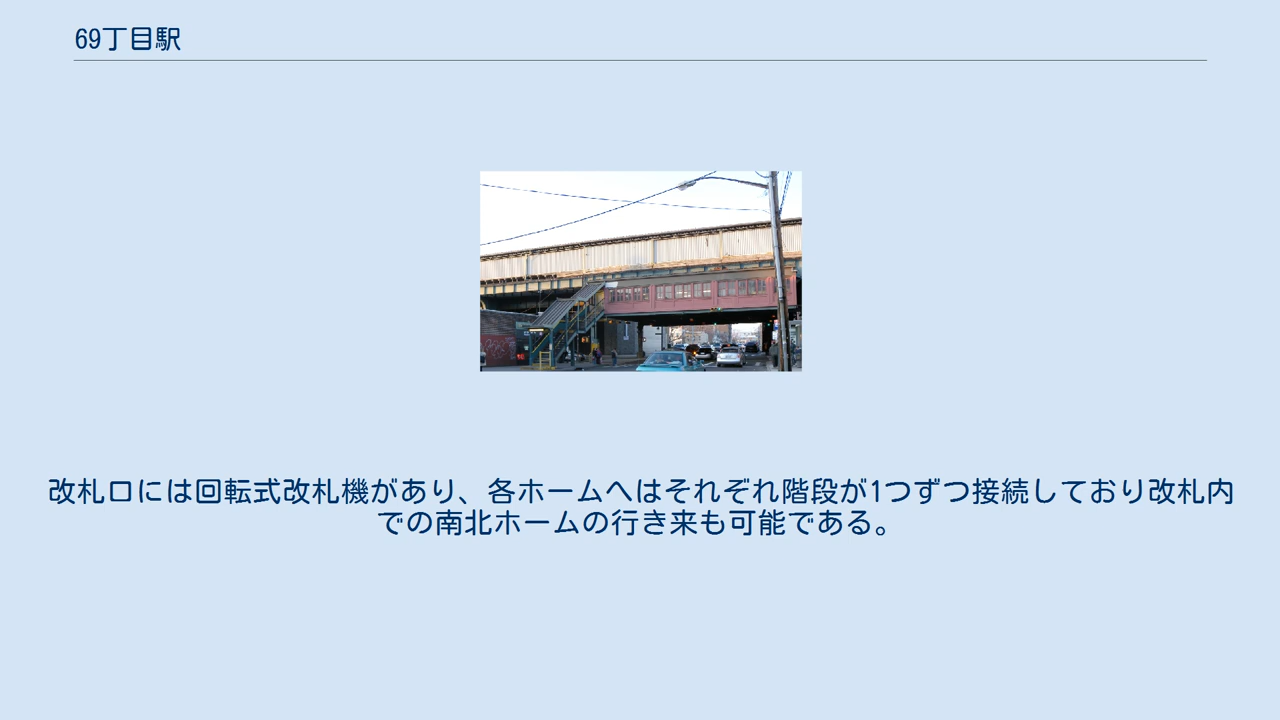 69丁目駅
改札口には回転式改札機があり、各ホームへはそれぞれ階段が1つずつ接続しており改札内
での南北ホームの行き来も可能である。